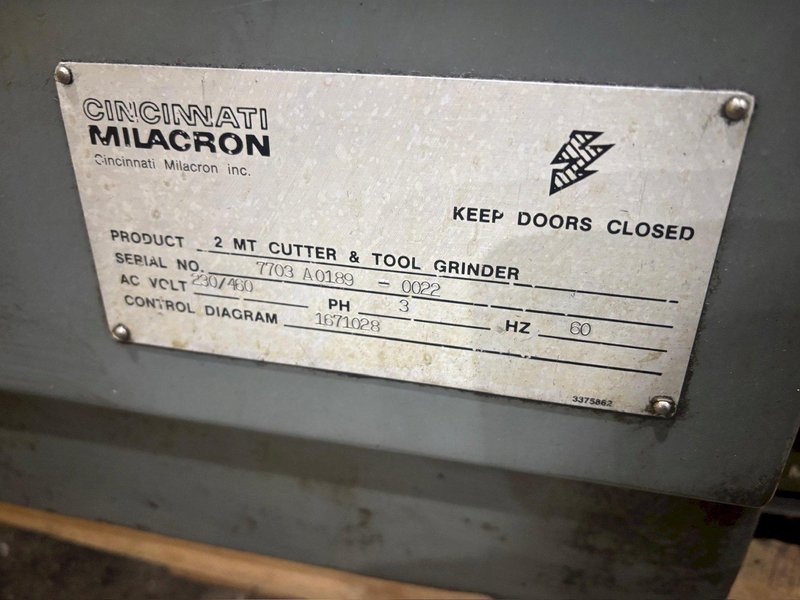 CINCINNATI
MILACRON
Cincinnati Milacron inc.
KEEP DOORS CLOSED
PRODUCT 2 MT CUTTER & TOOL GRINDER
SERIAL NO. 7703 A0189 - 0022
AC VOLT 230/460 PH 3 HZ 60
CONTROL DIAGRAM 1671028
3375862